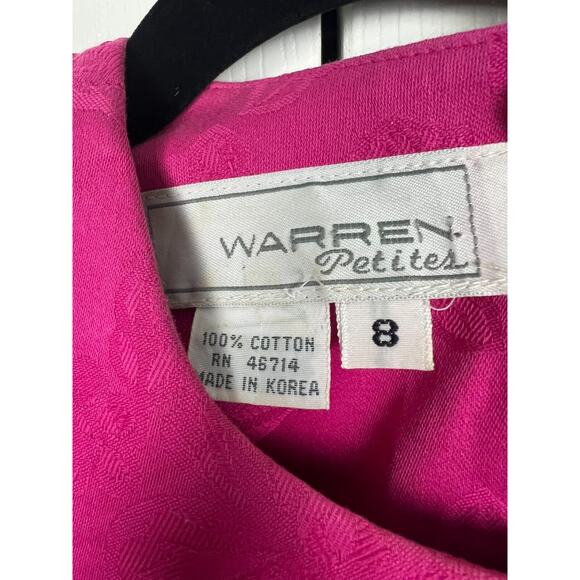 WARREN.
Petites
100% COTTON
RN 46714
MADE IN KOREA
8